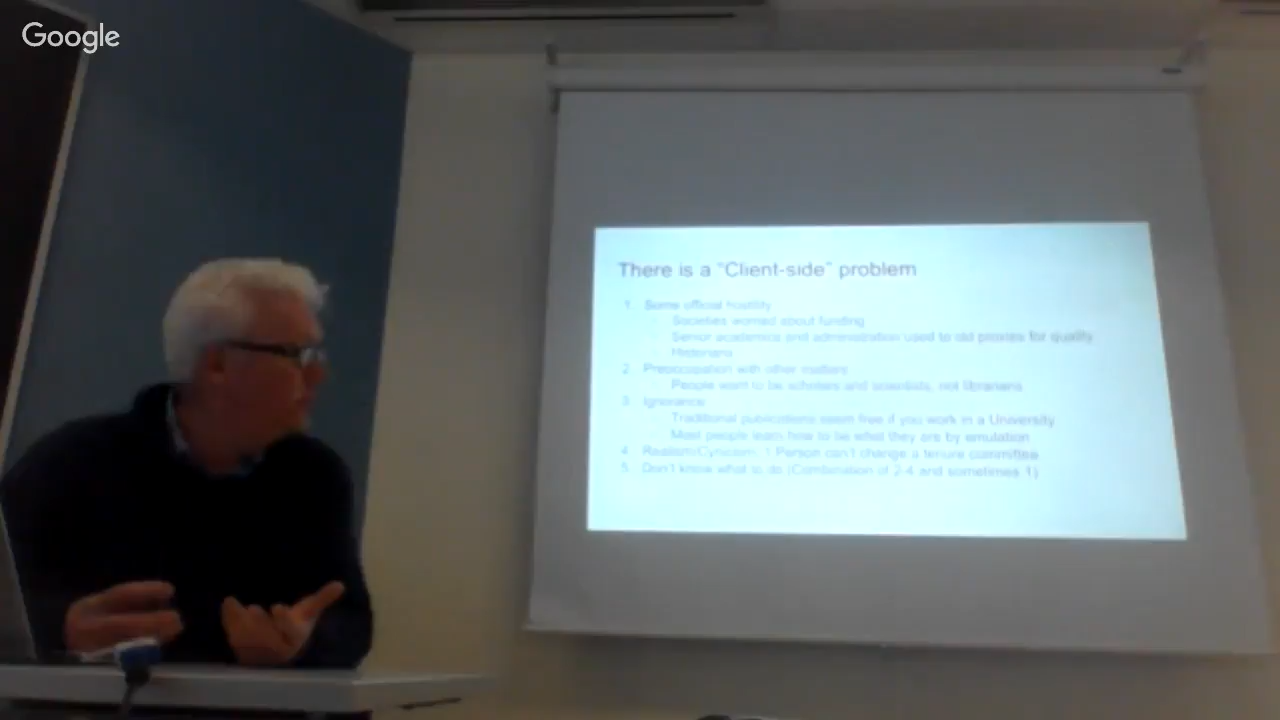 Google
There is a "Client-side" problem
1. Some official hostility
Societies worried about funding
Senior academics and administration used to old proxies for quality
Historians
2. Preoccupation with other matters
People want to be scholars and scientists, not librarians
3. Ignorance
Traditional publications seem free if you work in a University
Most people learn how to be what they are by emulation
4. Realism/Cynicism: 1 Person can't change a tenure committee
5. Don't know what to do (Combination of 2-4 and sometimes 1)